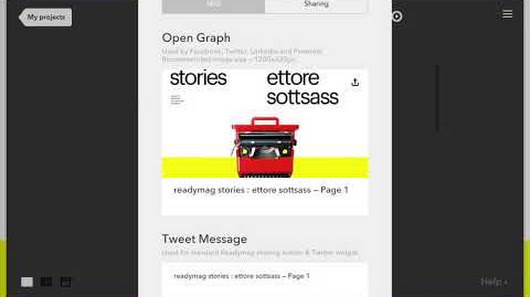 My projects
SEO
Sharing
Open Graph
Used by Facebook, Twitter, LinkedIn and Pinterest.
Recommended image size – 1200x630px.
stories
ettore
sottsass
readymag stories : ettore sottsass – Page 1
Tweet Message
Used for standard Readymag sharing button & Twitter widget.
readymag stories : ettore sottsass – Page 1
Help